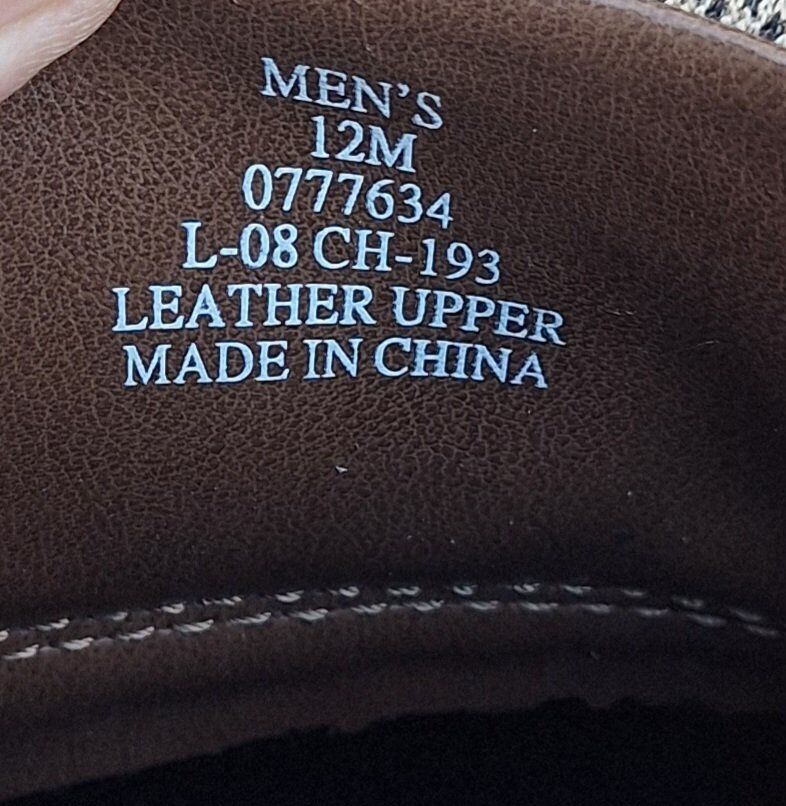 MEN'S
12M
0777634
L-08 CH-193
LEATHER UPPER
MADE IN CHINA